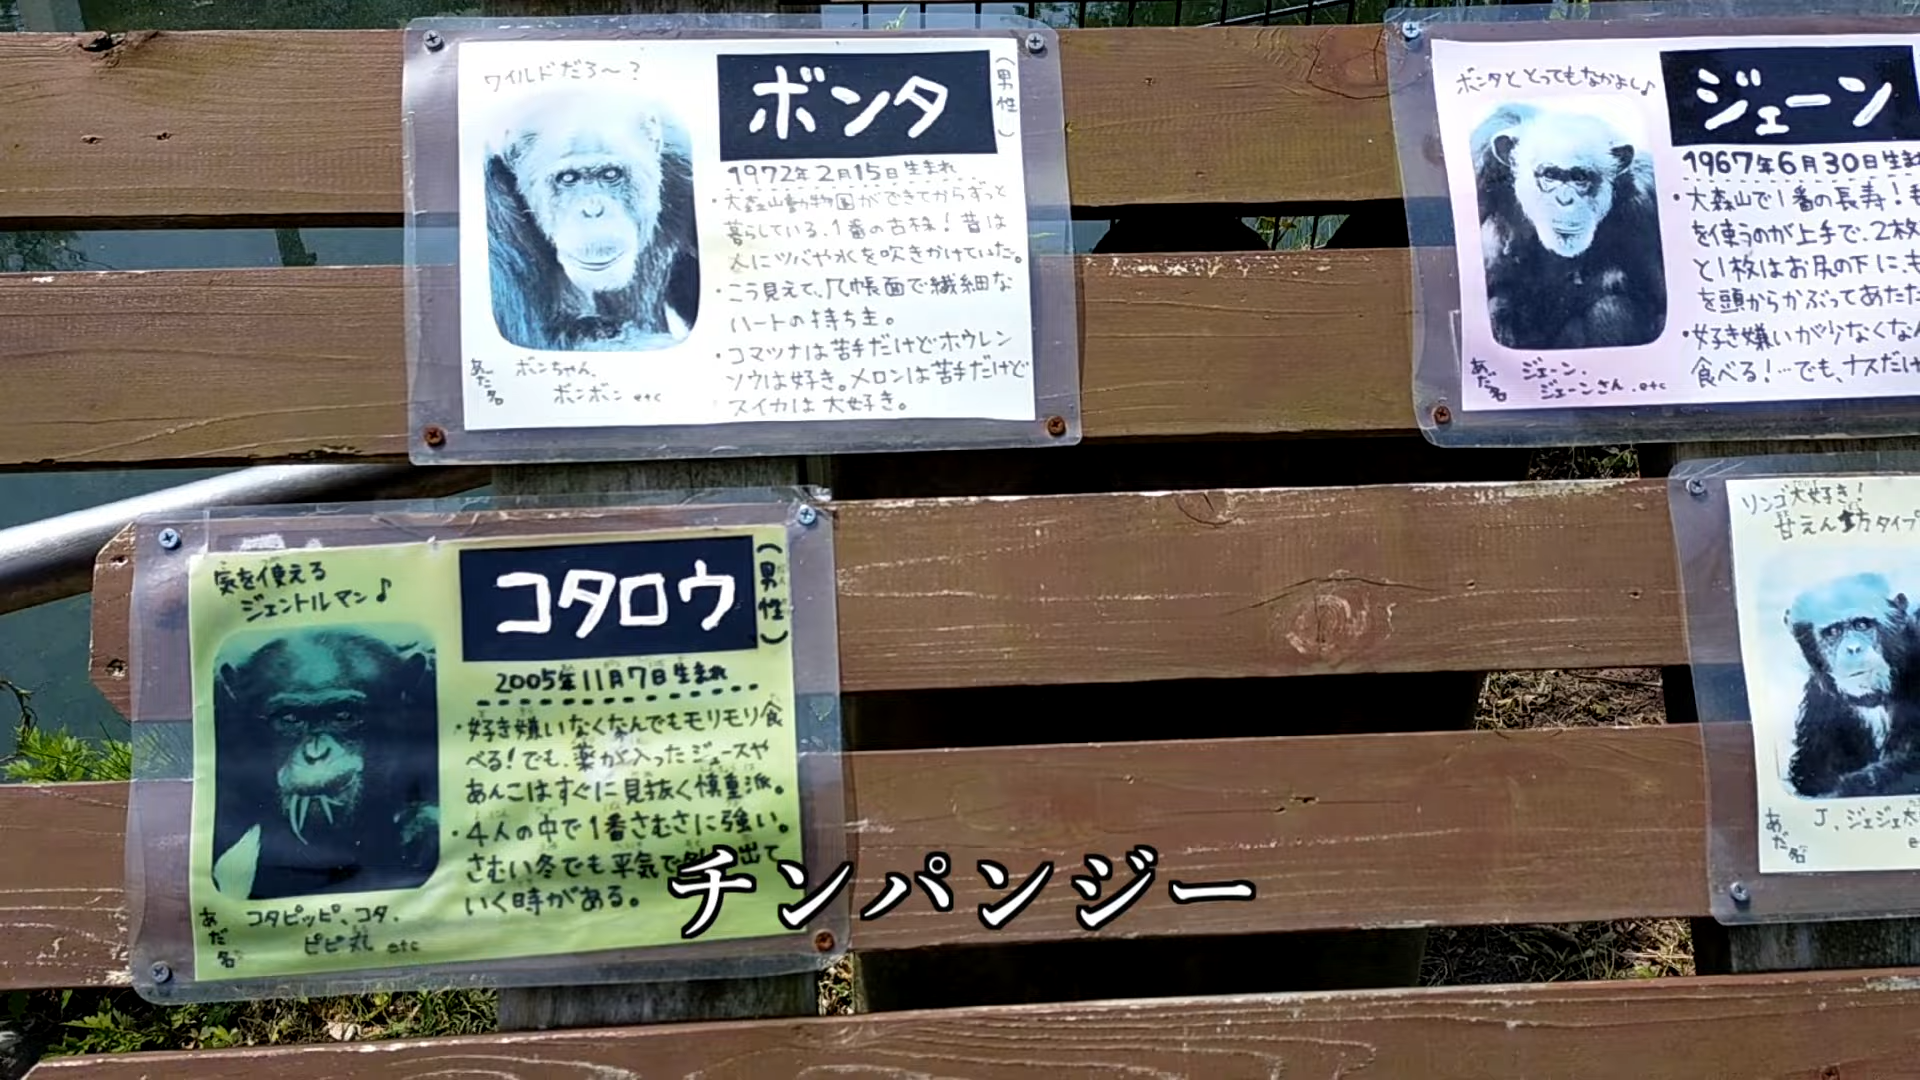 ワイルドだろ〜?
ボンタ
(男性)
1972年2月15日生まれ
・大森山動物園ができてからずっと
暮らしている、1番の古株!昔は
人にツバや水を吹きかけていた。
・こう見えて、几帳面で繊細な
ハートの持ち主。
・コマツナは苦手だけどホウレン
ソウは好き。メロンは苦手だけど
スイカは大好き。
あだ名
ボンちゃん、
ボンボン etc
ボンタととってもなかよし♪
ジェーン
1967年6月30日生まれ
・大森山で1番の長寿!
を使うのが上手で、2枚
と1枚はお尻の下に、も
を頭からかぶってあたた
・好き嫌いが少なくなん
食べる!…でも、ナスだけ
あだ名
ジェーン、
ジェーンさん、etc
を使える
ジェントルマン♪
コタロウ
(男性)
2005年11月7日生まれ
・好き嫌いなくなんでもモリモリ食
べる!でも、薬が入ったジュースや
あんこはすぐに見抜く慎重派。
・4人の中で1番さむさに強い。
さむい冬でも平気で出て
いく時がある。
あだ名
コタピッピ、コタ、
ピピ丸 etc
リンゴ大好き!
甘えん坊タイプ
あだ名
J、ジェジェ
チンパンジー